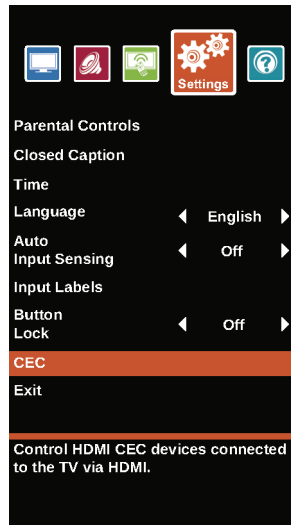 Settings
Parental Controls
Closed Caption
Time
Language English
Auto
Input Sensing Off
Input Labels
Button
Lock Off
CEC
Exit
Control HDMI CEC devices connected
to the TV via HDMI.